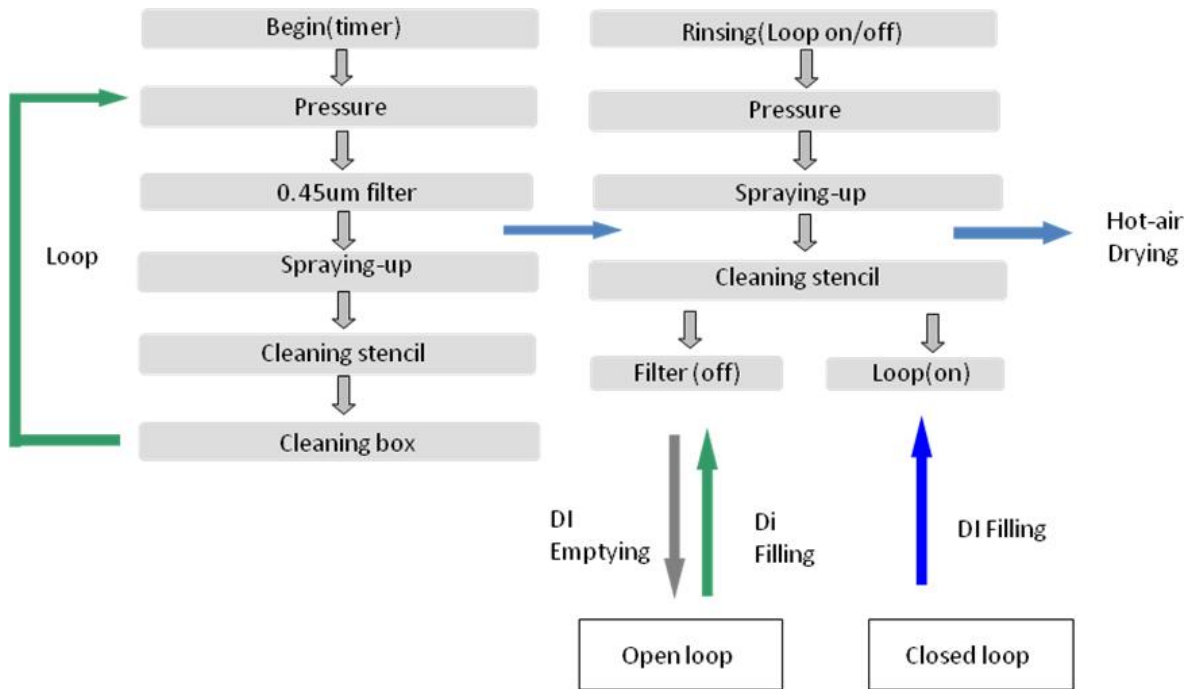 Begin(timer)
Pressure
0.45um filter
Spraying-up
Cleaning stencil
Cleaning box
Loop
Rinsing(Loop on/off)
Pressure
Spraying-up
Cleaning stencil
Filter (off)
Loop(on)
Hot-air
Drying
DI
Emptying
Di
Filling
DI Filling
Open loop
Closed loop